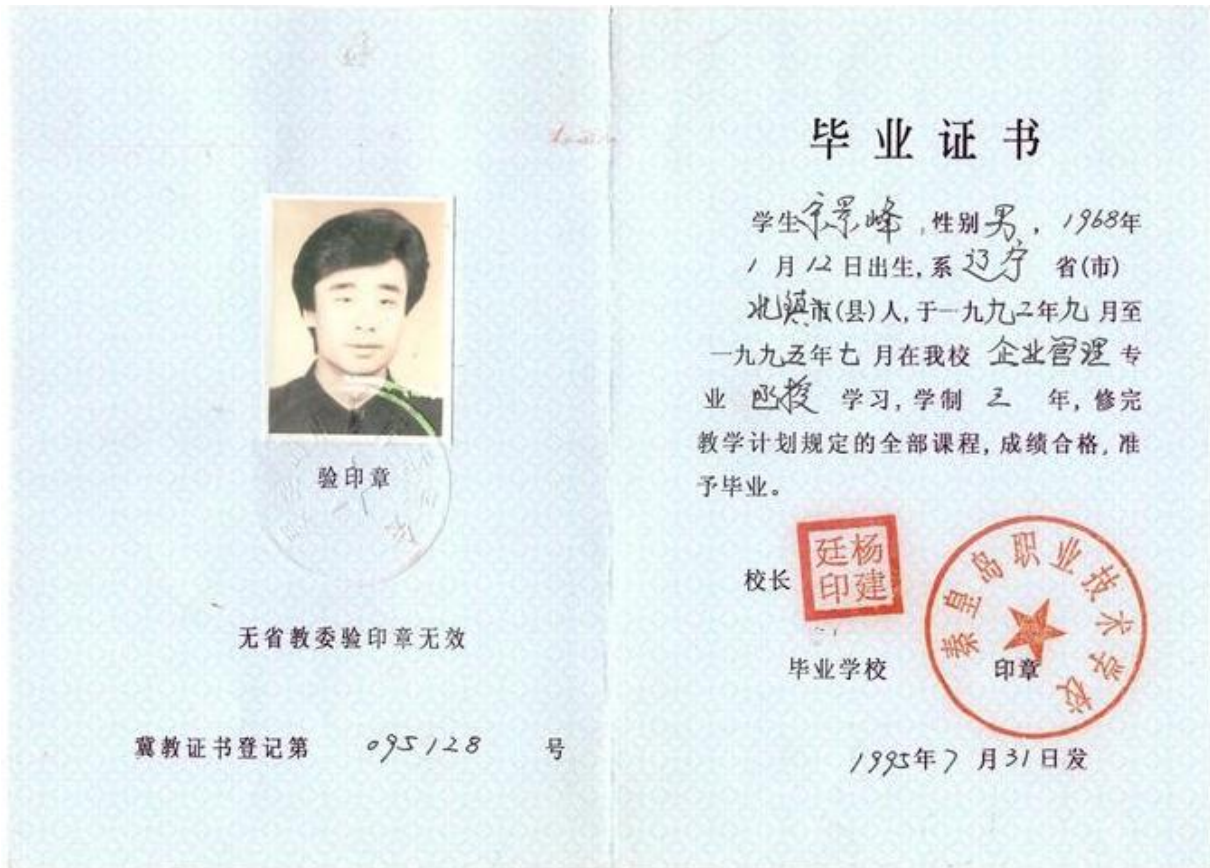 验印章
无省教委验印章无效
冀教证书登记第 095128 号
毕业证书
学生宗景峰,性别男,1968年
1月12日出生,系辽宁省(市)
北镇市(县)人,于一九九二年九月至
一九九五年七月在我校企业管理专
业函授学习,学制三年,修完
教学计划规定的全部课程,成绩合格,准
予毕业。
校长 杨建廷印
毕业学校 印章
秦皇岛职业技术学校
1995年7月31日发